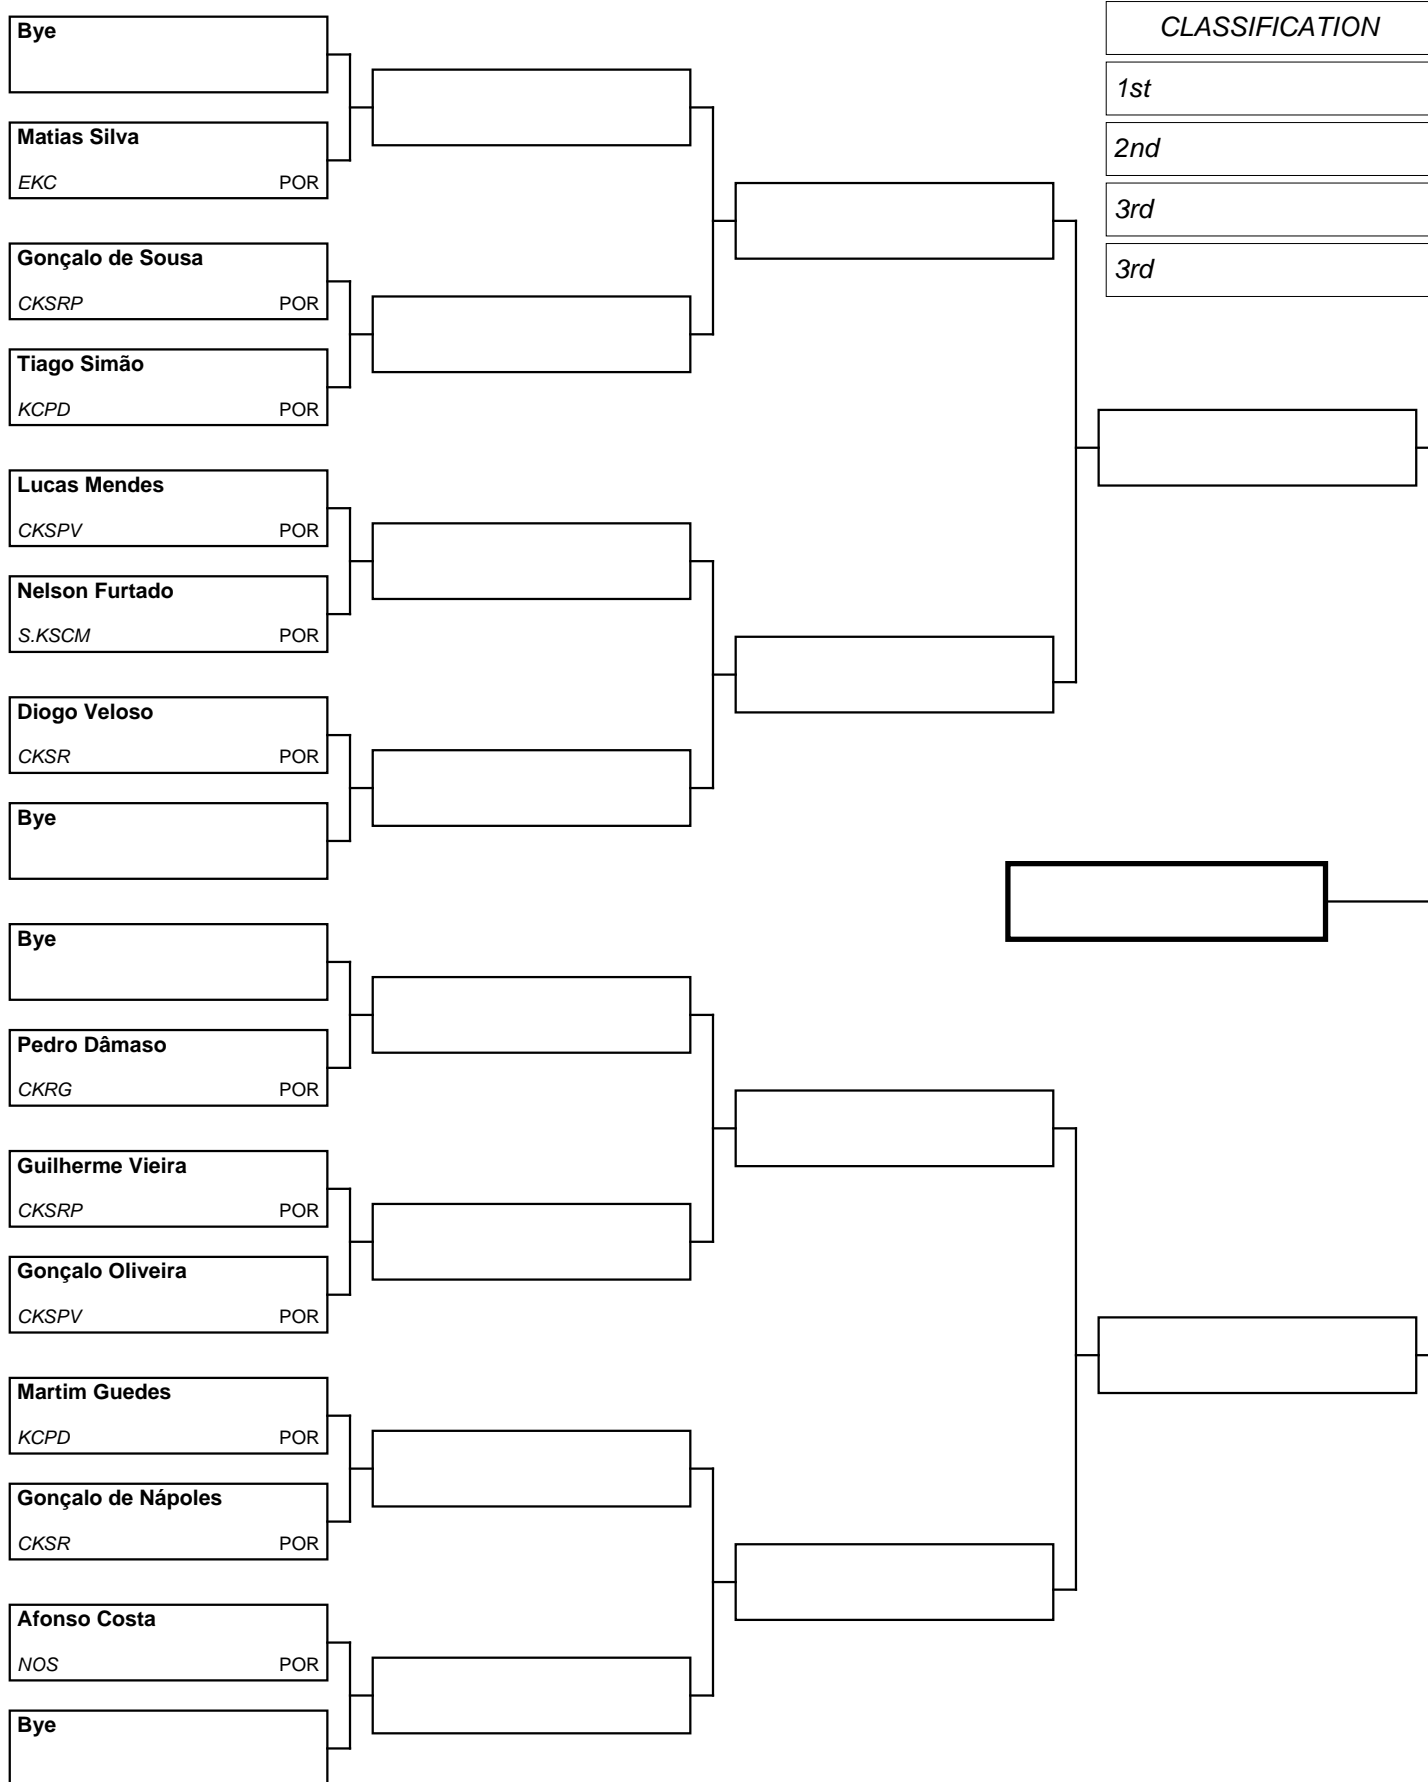 Bye
Matias Silva
EKC POR
Gonçalo de Sousa
CKSRP POR
Tiago Simão
KCPD POR
Lucas Mendes
CKSPV POR
Nelson Furtado
S.KSCM POR
Diogo Veloso
CKSR POR
Bye
Bye
Pedro Dâmaso
CKRG POR
Guilherme Vieira
CKSRP POR
Gonçalo Oliveira
CKSPV POR
Martim Guedes
KCPD POR
Gonçalo de Nápoles
CKSR POR
Afonso Costa
NOS POR
Bye
CLASSIFICATION
1st
2nd
3rd
3rd